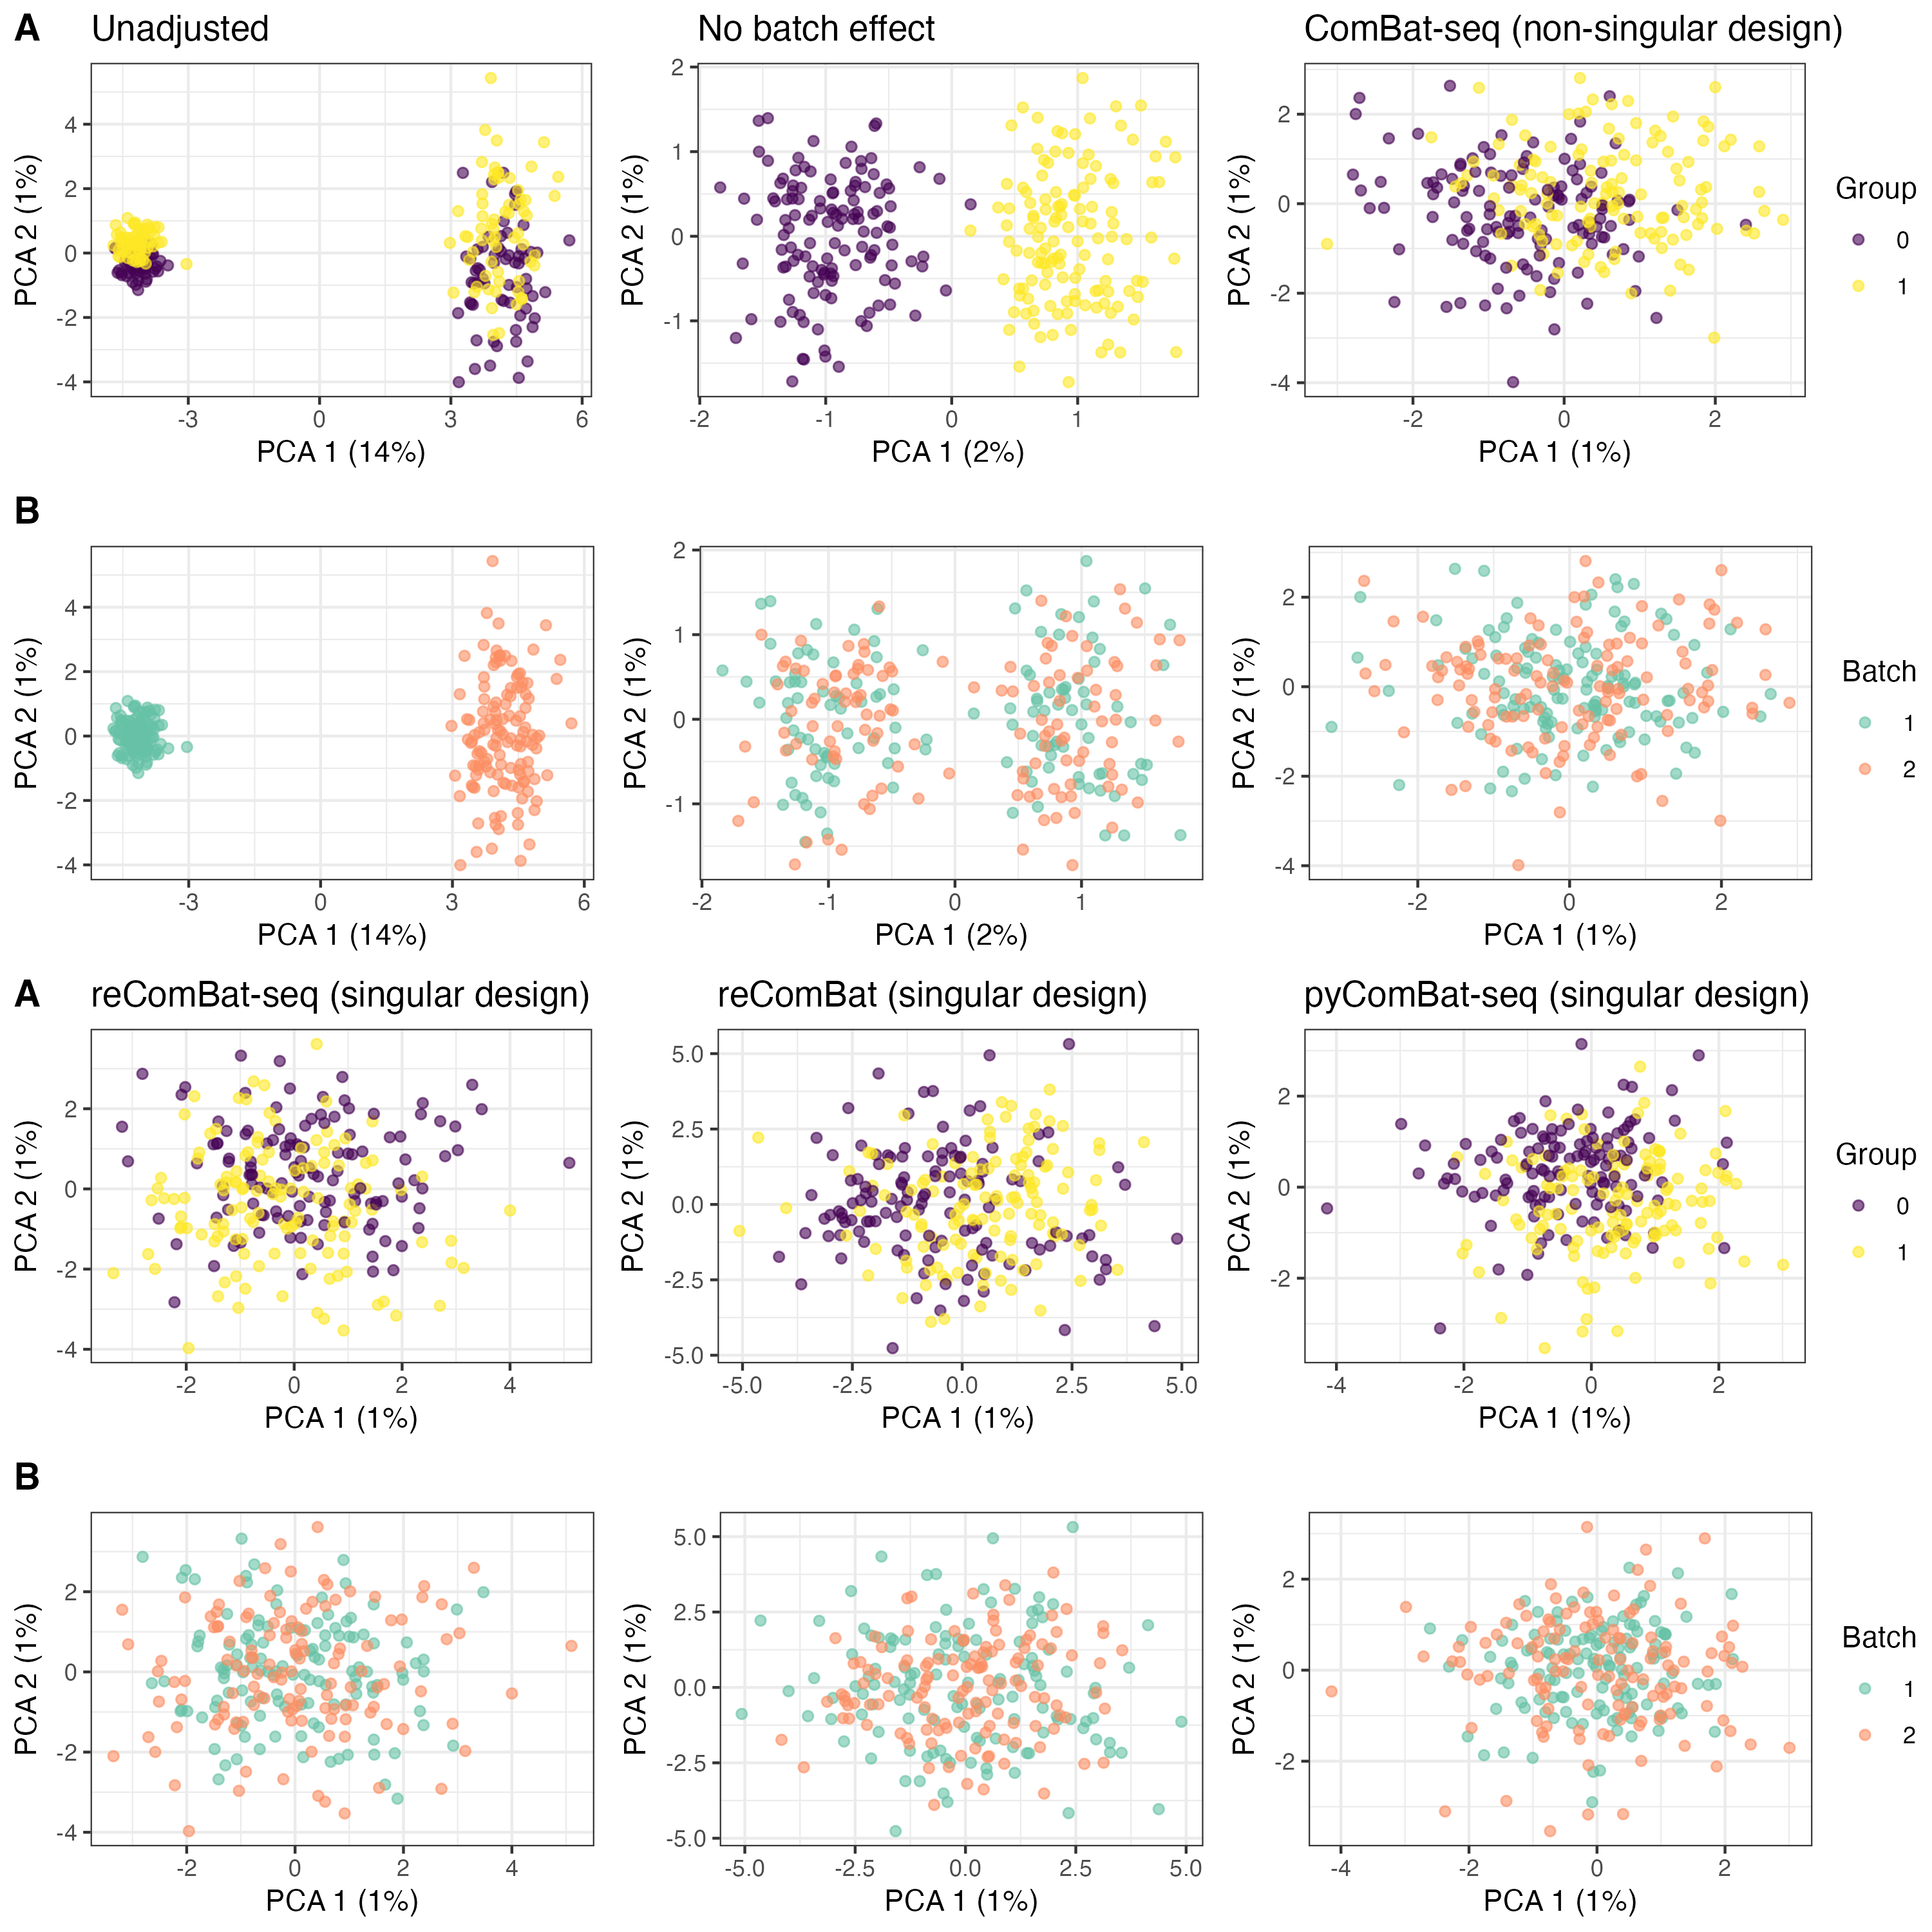 A Unadjusted No batch effect ComBat-seq (non-singular design)
PCA 2 (1%)
4
2
0
-2
-4
-3 0 3 6
PCA 1 (14%)
PCA 2 (1%)
2
1
0
-1
-2 -1 0 1
PCA 1 (2%)
PCA 2 (1%)
2
0
-2
-4
-2 0 2
PCA 1 (1%)
Group
0
1
B
PCA 2 (1%)
4
2
0
-2
-4
-3 0 3 6
PCA 1 (14%)
PCA 2 (1%)
2
1
0
-1
-2 -1 0 1
PCA 1 (2%)
PCA 2 (1%)
2
0
-2
-4
-2 0 2
PCA 1 (1%)
Batch
1
2
A reComBat-seq (singular design) reComBat (singular design) pyComBat-seq (singular design)
PCA 2 (1%)
2
0
-2
-4
-2 0 2 4
PCA 1 (1%)
PCA 2 (1%)
5.0
2.5
0.0
-2.5
-5.0
-5.0 -2.5 0.0 2.5 5.0
PCA 1 (1%)
PCA 2 (1%)
2
0
-2
-4 -2 0 2
PCA 1 (1%)
Group
0
1
B
PCA 2 (1%)
2
0
-2
-4
-2 0 2 4
PCA 1 (1%)
PCA 2 (1%)
5.0
2.5
0.0
-2.5
-5.0
-5.0 -2.5 0.0 2.5 5.0
PCA 1 (1%)
PCA 2 (1%)
2
0
-2
-4 -2 0 2
PCA 1 (1%)
Batch
1
2